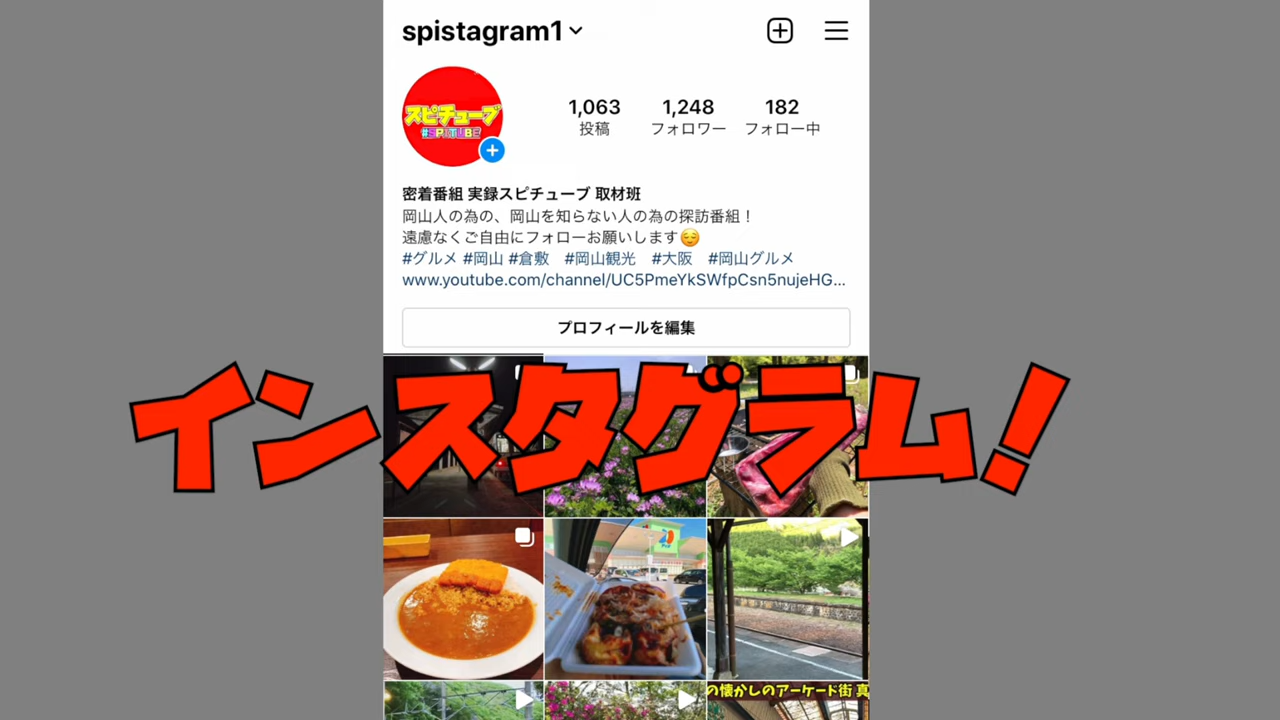 spistagram1
スピチューブ
#SPITUBE
1,063
投稿
1,248
フォロワー
182
フォロー中
密着番組 実録スピチューブ 取材班
岡山人の為の、岡山を知らない人の為の探訪番組！
遠慮なくご自由にフォローお願いします😌
#グルメ #岡山 #倉敷 #岡山観光 #大阪 #岡山グルメ
www.youtube.com/channel/UC5PmeYkSWfpCsn5nujeHG...
プロフィールを編集
インスタグラム！
の懐かしのアーケード街 真